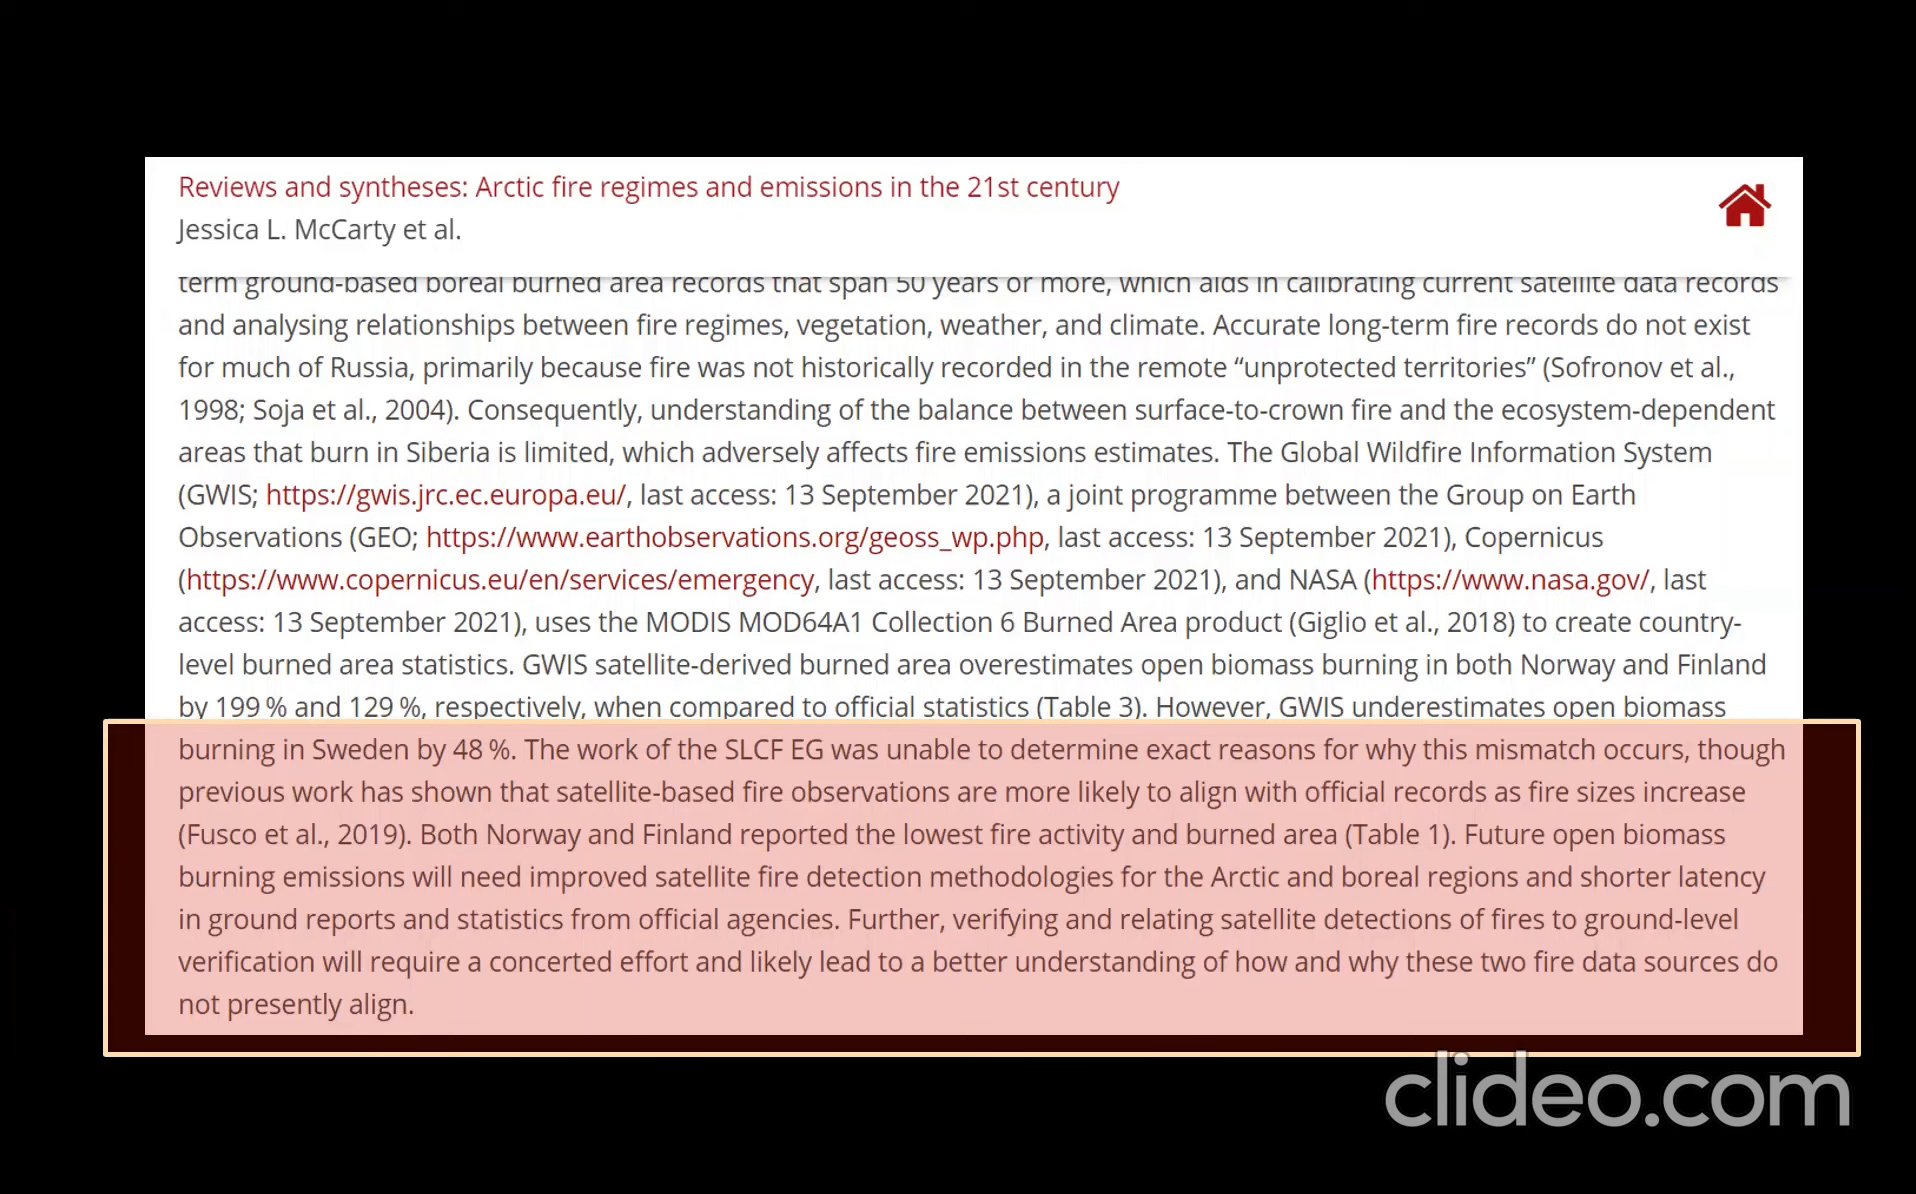 Reviews and syntheses: Arctic fire regimes and emissions in the 21st century
Jessica L. McCarty et al.
term ground-based boreal burned area records that span 50 years or more, which aids in calibrating current satellite data records
and analysing relationships between fire regimes, vegetation, weather, and climate. Accurate long-term fire records do not exist
for much of Russia, primarily because fire was not historically recorded in the remote “unprotected territories” (Sofronov et al.,
1998; Soja et al., 2004). Consequently, understanding of the balance between surface-to-crown fire and the ecosystem-dependent
areas that burn in Siberia is limited, which adversely affects fire emissions estimates. The Global Wildfire Information System
(GWIS; https://gwis.jrc.ec.europa.eu/, last access: 13 September 2021), a joint programme between the Group on Earth
Observations (GEO; https://www.earthobservations.org/geoss_wp.php, last access: 13 September 2021), Copernicus
(https://www.copernicus.eu/en/services/emergency, last access: 13 September 2021), and NASA (https://www.nasa.gov/, last
access: 13 September 2021), uses the MODIS MOD64A1 Collection 6 Burned Area product (Giglio et al., 2018) to create country-
level burned area statistics. GWIS satellite-derived burned area overestimates open biomass burning in both Norway and Finland
by 199 % and 129 %, respectively, when compared to official statistics (Table 3). However, GWIS underestimates open biomass
burning in Sweden by 48 %. The work of the SLCF EG was unable to determine exact reasons for why this mismatch occurs, though
previous work has shown that satellite-based fire observations are more likely to align with official records as fire sizes increase
(Fusco et al., 2019). Both Norway and Finland reported the lowest fire activity and burned area (Table 1). Future open biomass
burning emissions will need improved satellite fire detection methodologies for the Arctic and boreal regions and shorter latency
in ground reports and statistics from official agencies. Further, verifying and relating satellite detections of fires to ground-level
verification will require a concerted effort and likely lead to a better understanding of how and why these two fire data sources do
not presently align.
clideo.com